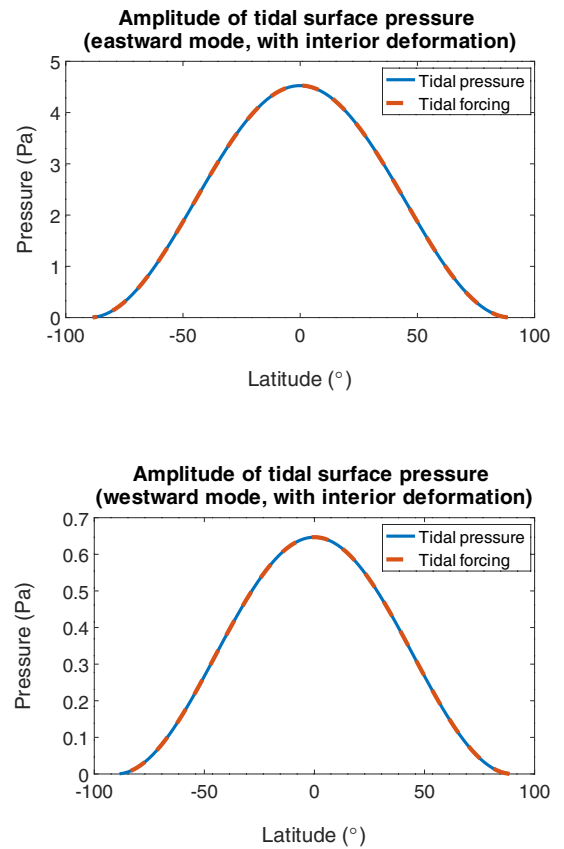 Amplitude of tidal surface pressure
(eastward mode, with interior deformation)
5
4
3
2
1
0
Pressure (Pa)
Tidal pressure
Tidal forcing
-100
-50
0
50
100
Latitude (°)
Amplitude of tidal surface pressure
(westward mode, with interior deformation)
0.7
0.6
0.5
0.4
0.3
0.2
0.1
0
Pressure (Pa)
Tidal pressure
Tidal forcing
-100
-50
0
50
100
Latitude (°)